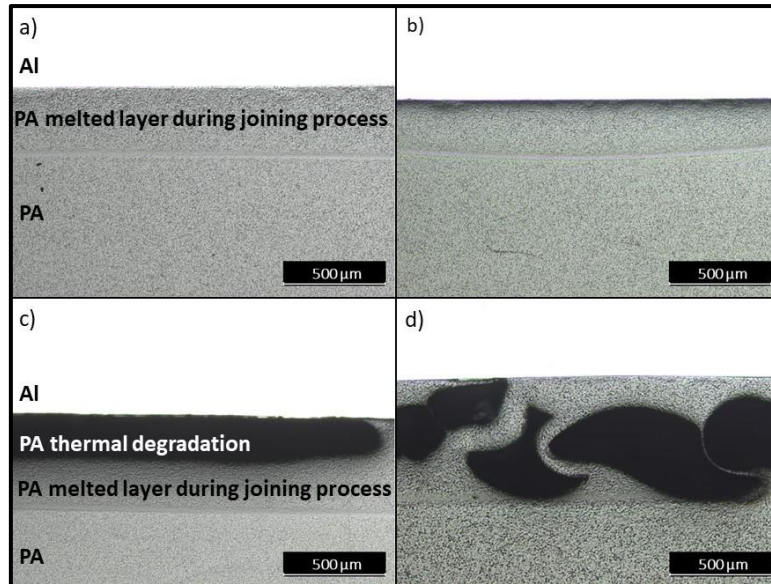 a)
Al
PA melted layer during joining process
PA
500 µm
b)
500 µm
c)
Al
PA thermal degradation
PA melted layer during joining process
PA
500 µm
d)
500 µm